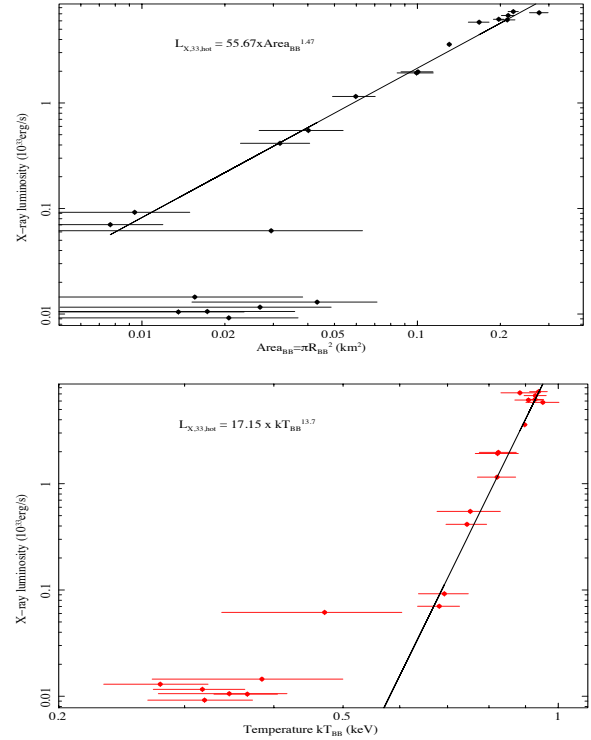 L_X,33,hot = 55.67xArea_BB^1.47
X-ray luminosity (10^33erg/s)
1
0.1
0.01
0.01 0.02 0.05 0.1 0.2
Area_BB=πR_BB^2 (km^2)
L_X,33,hot = 17.15 x kT_BB^13.7
X-ray luminosity (10^33erg/s)
1
0.1
0.01
0.2 0.5 1
Temperature kT_BB (keV)